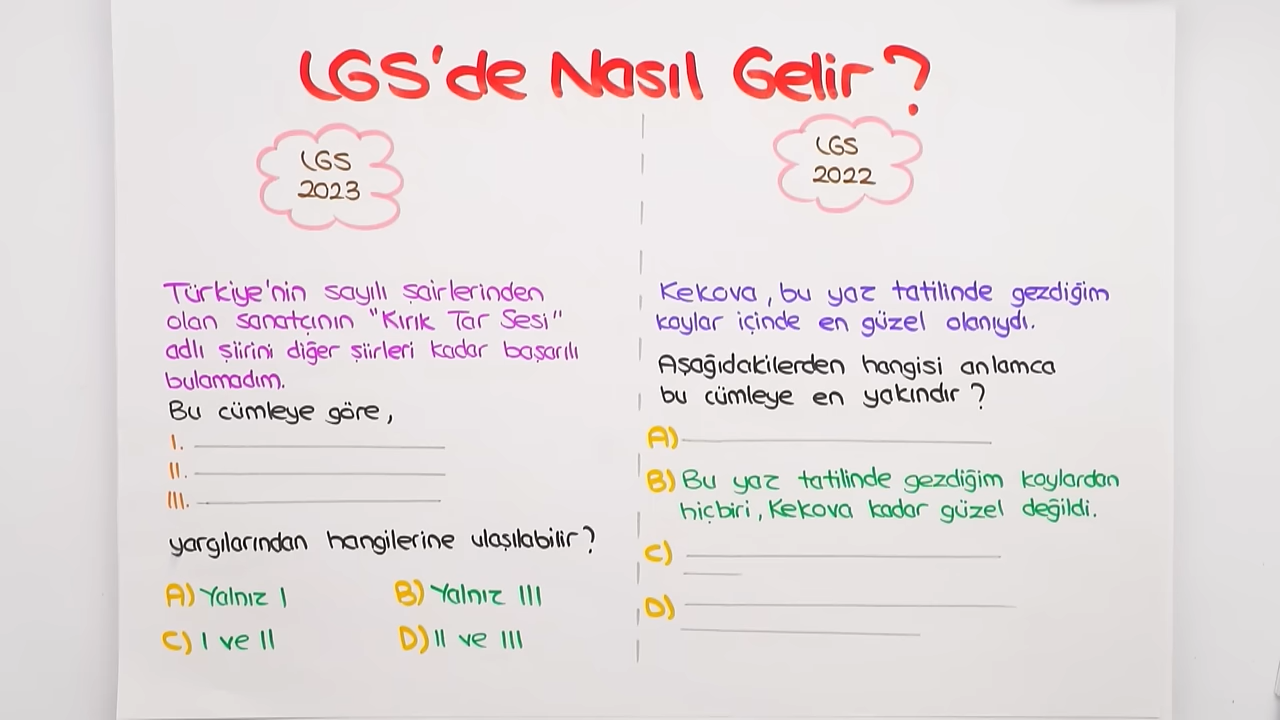 LGS'de Nasıl Gelir?
LGS
2023
Türkiye'nin sayılı şairlerinden
olan sanatçının "Kırık Tar Sesi"
adlı şiirini diğer şiirleri kadar başarılı
bulamadım.
Bu cümleye göre,
I.
II.
III.
yargılarından hangilerine ulaşılabilir?
A) Yalnız I B) Yalnız III
C) I ve II D) II ve III
LGS
2022
Kekova, bu yaz tatilinde gezdiğim
koylar içinde en güzel olanıydı.
Aşağıdakilerden hangisi anlamca
bu cümleye en yakındır?
A)
B) Bu yaz tatilinde gezdiğim koylardan
hiçbiri, Kekova kadar güzel değildi.
C)
D)